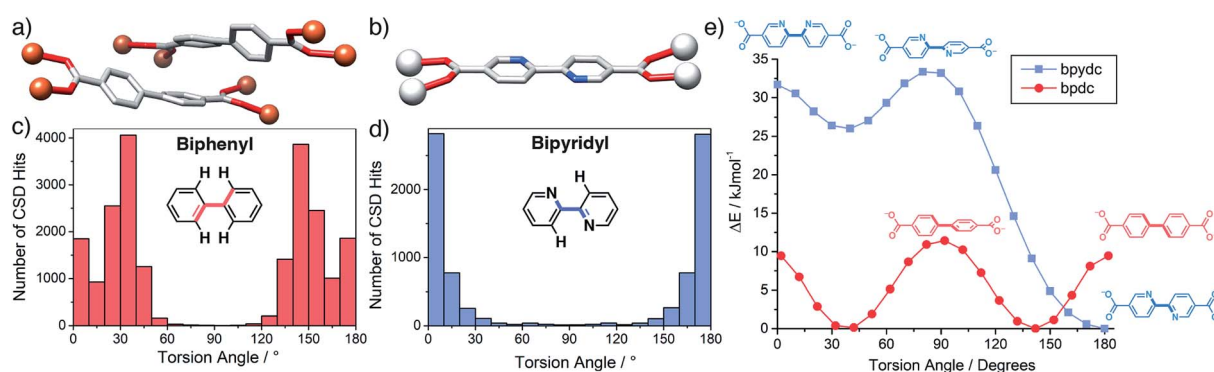 a)
b)
e)
bpydc
bpdc
ΔE / kJmol⁻¹
35
30
25
20
15
10
5
0
0 30 60 90 120 150 180
Torsion Angle / Degrees
⁻O
O
N
N
O
O⁻
⁻O
O
N
N
O
O⁻
⁻O
O
O
O⁻
⁻O
O
O
O
⁻O
O
N
N
O
O
c)
Number of CSD Hits
4000
3000
2000
1000
0
Biphenyl
H H
H H
0 30 60 90 120 150 180
Torsion Angle / °
d)
Number of CSD Hits
2000
1000
0
Bipyridyl
N H
H N
0 30 60 90 120 150 180
Torsion Angle / °